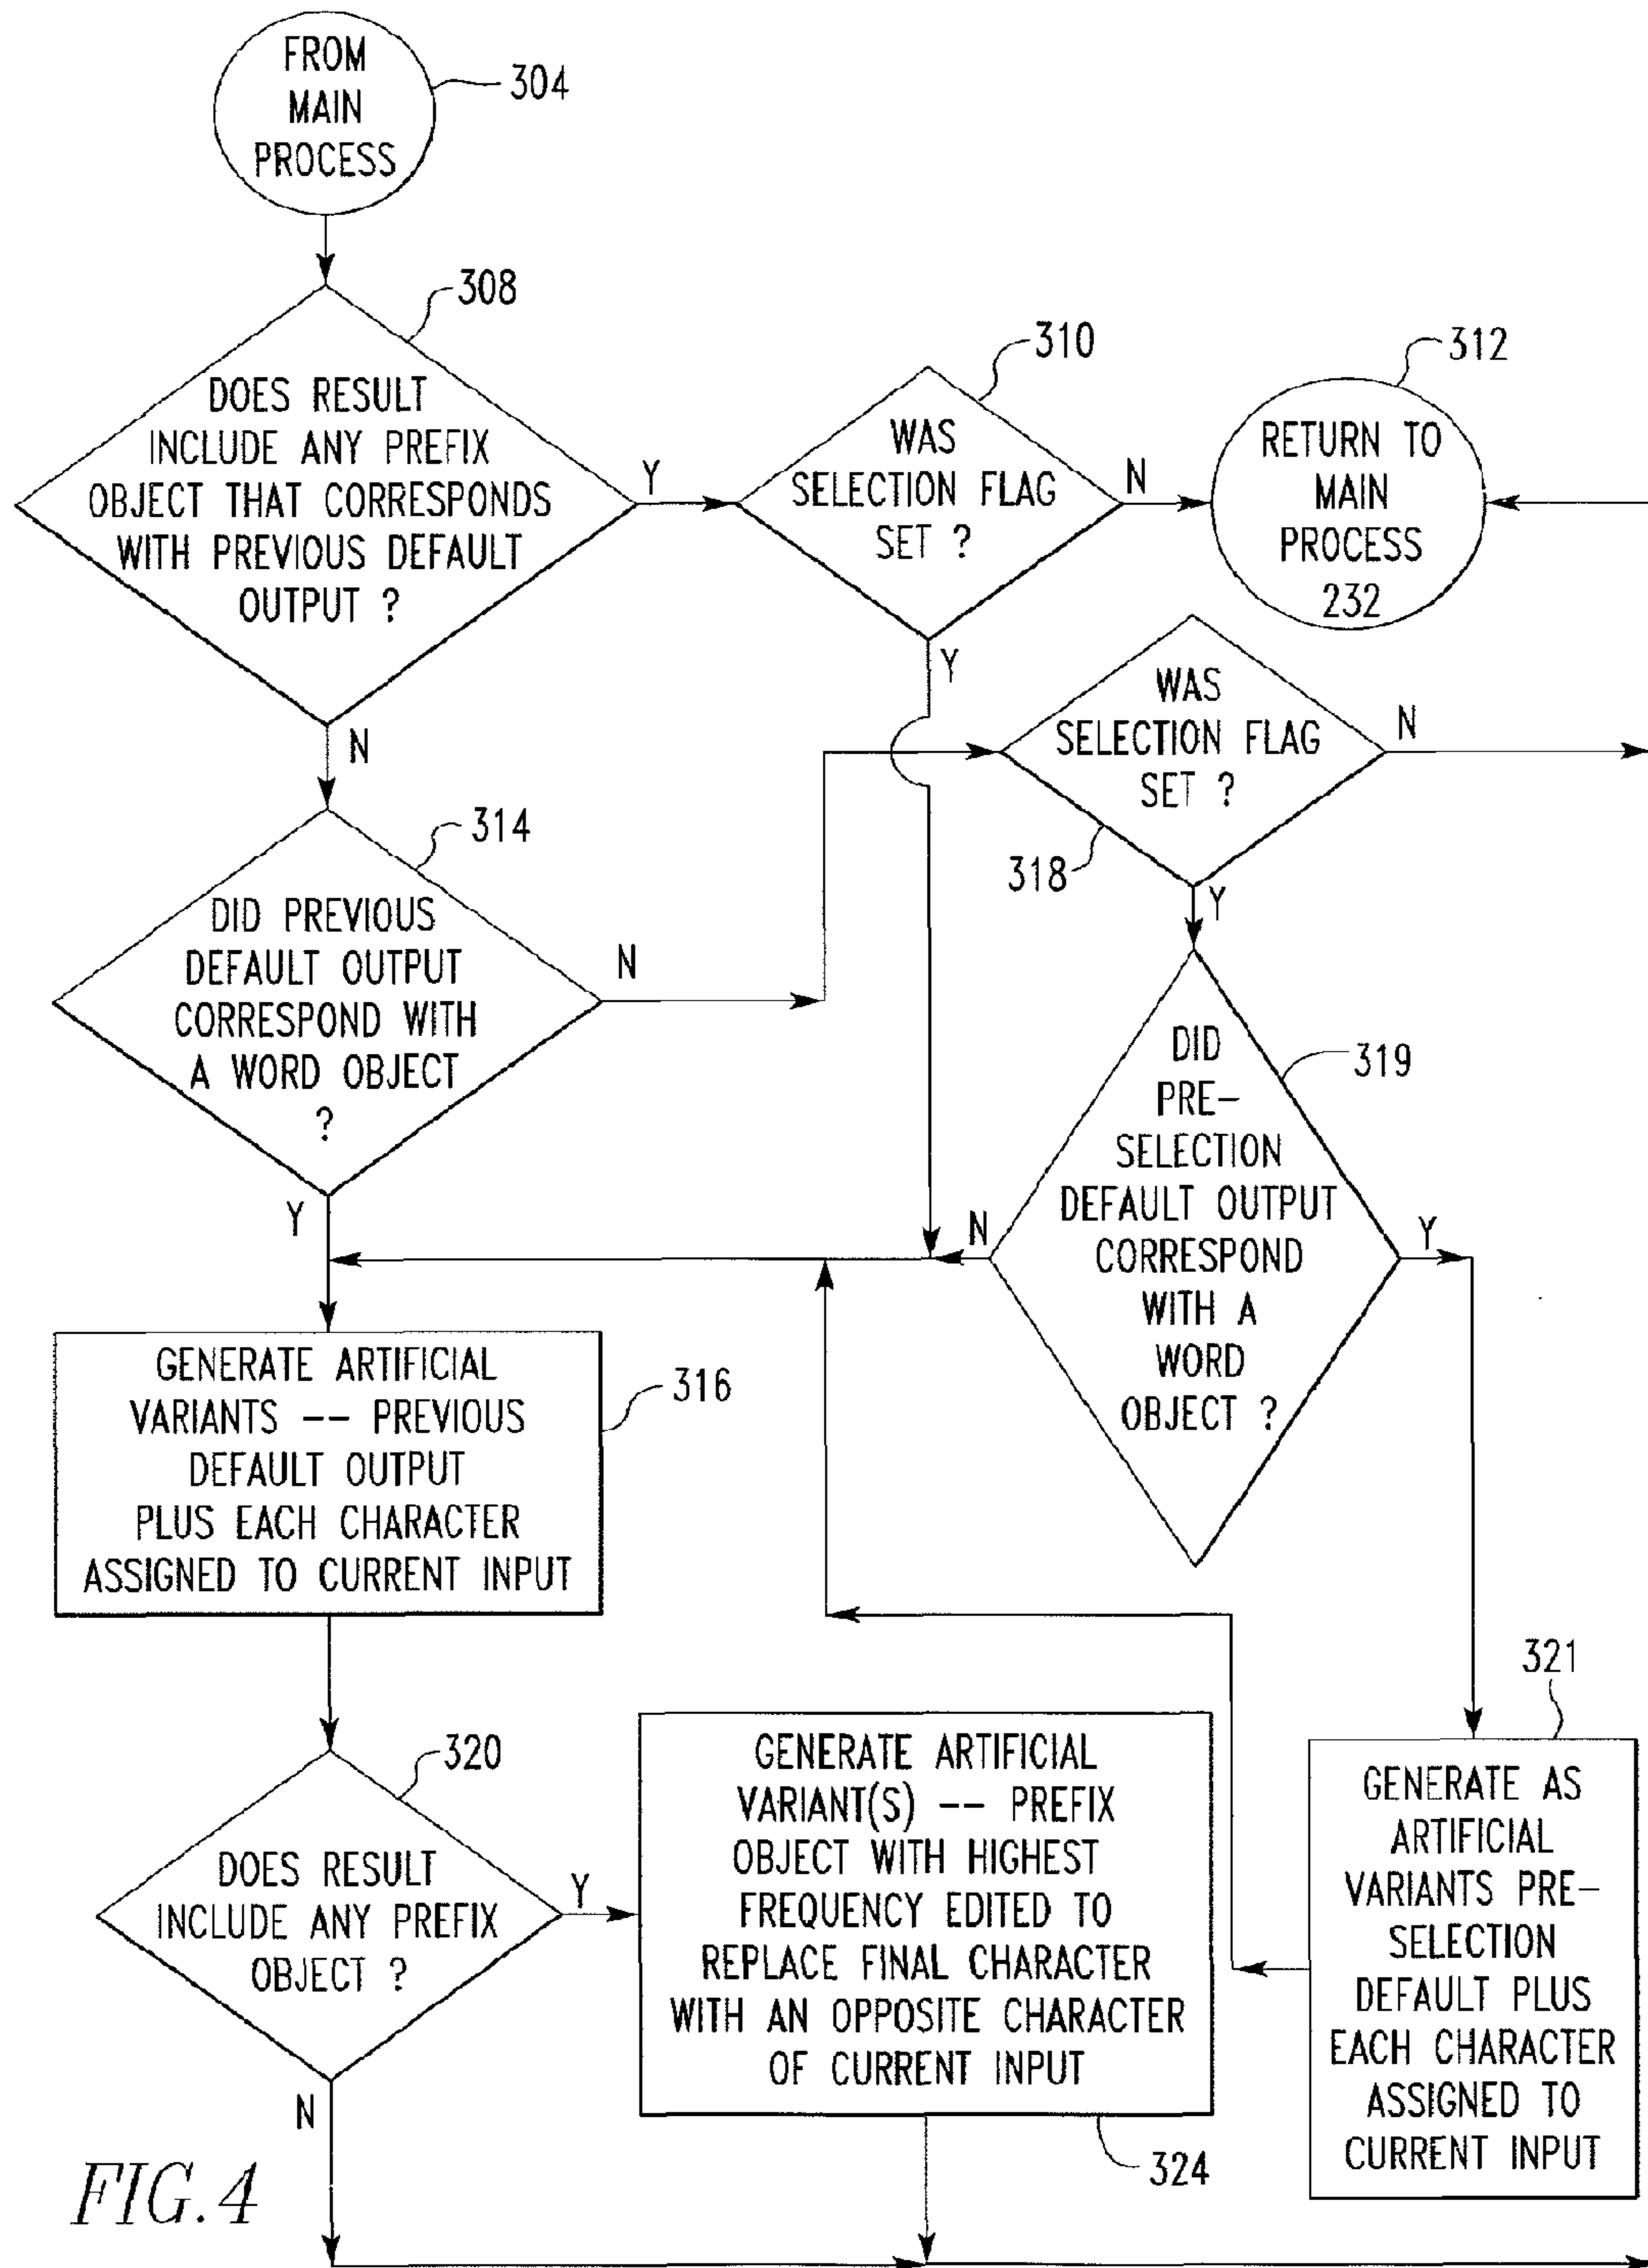 FROM
MAIN
PROCESS
304
308
DOES RESULT
INCLUDE ANY PREFIX
OBJECT THAT CORRESPONDS
WITH PREVIOUS DEFAULT
OUTPUT ?
Y
N
310
WAS
SELECTION FLAG
SET ?
N
Y
312
RETURN TO
MAIN
PROCESS
232
314
DID PREVIOUS
DEFAULT OUTPUT
CORRESPOND WITH
A WORD OBJECT
?
N
Y
WAS
SELECTION FLAG
SET ?
N
318
Y
319
DID
PRE-
SELECTION
DEFAULT OUTPUT
CORRESPOND
WITH A
WORD
OBJECT ?
N
Y
GENERATE ARTIFICIAL
VARIANTS -- PREVIOUS
DEFAULT OUTPUT
PLUS EACH CHARACTER
ASSIGNED TO CURRENT INPUT
316
320
DOES RESULT
INCLUDE ANY PREFIX
OBJECT ?
Y
N
GENERATE ARTIFICIAL
VARIANT(S) -- PREFIX
OBJECT WITH HIGHEST
FREQUENCY EDITED TO
REPLACE FINAL CHARACTER
WITH AN OPPOSITE CHARACTER
OF CURRENT INPUT
324
321
GENERATE AS
ARTIFICIAL
VARIANTS PRE-
SELECTION
DEFAULT PLUS
EACH CHARACTER
ASSIGNED TO
CURRENT INPUT
FIG.4